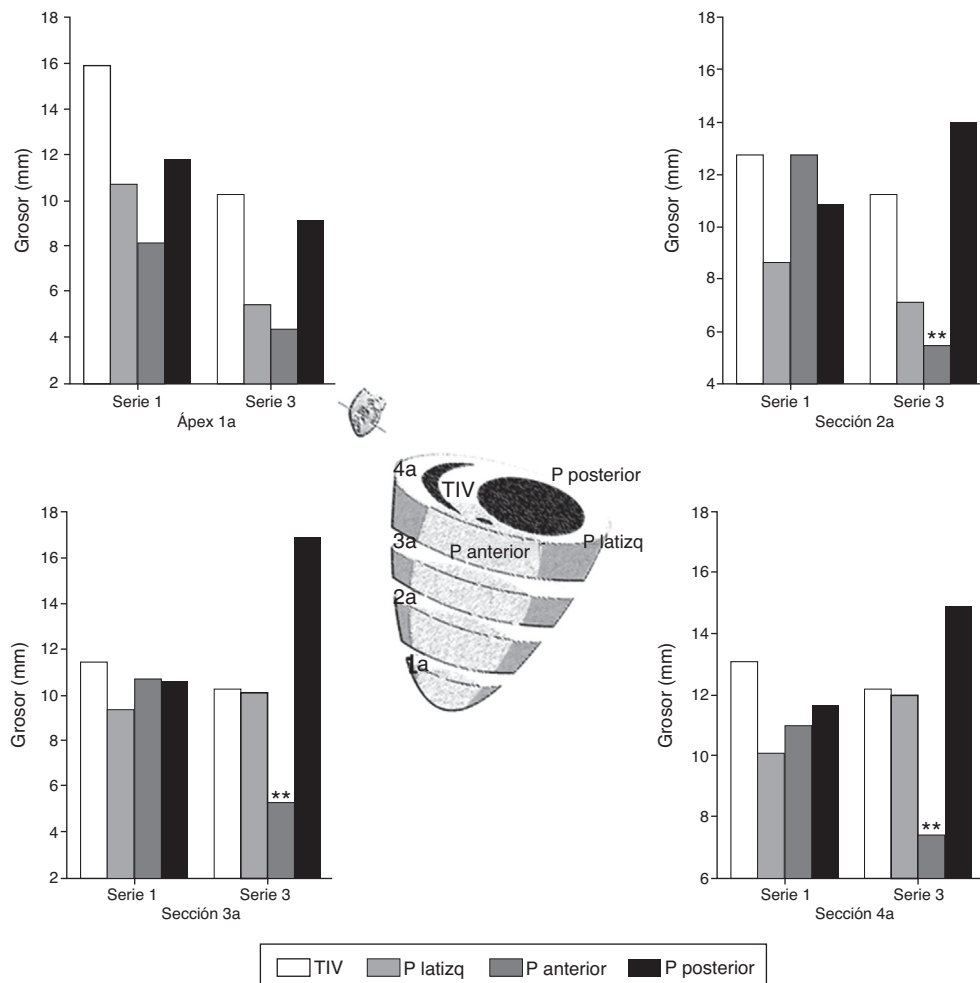 18
16
14
12
10
8
6
4
2
Grosor (mm)
Serie 1 Serie 3
Ápex 1a
18
16
14
12
10
8
6
4
Grosor (mm)
**
Serie 1 Serie 3
Sección 2a
4a
TIV
P posterior
3a
P anterior
P latizq
2a
1a
18
16
14
12
10
8
6
4
2
Grosor (mm)
**
Serie 1 Serie 3
Sección 3a
18
16
14
12
10
8
6
Grosor (mm)
**
Serie 1 Serie 3
Sección 4a
TIV P latizq P anterior P posterior